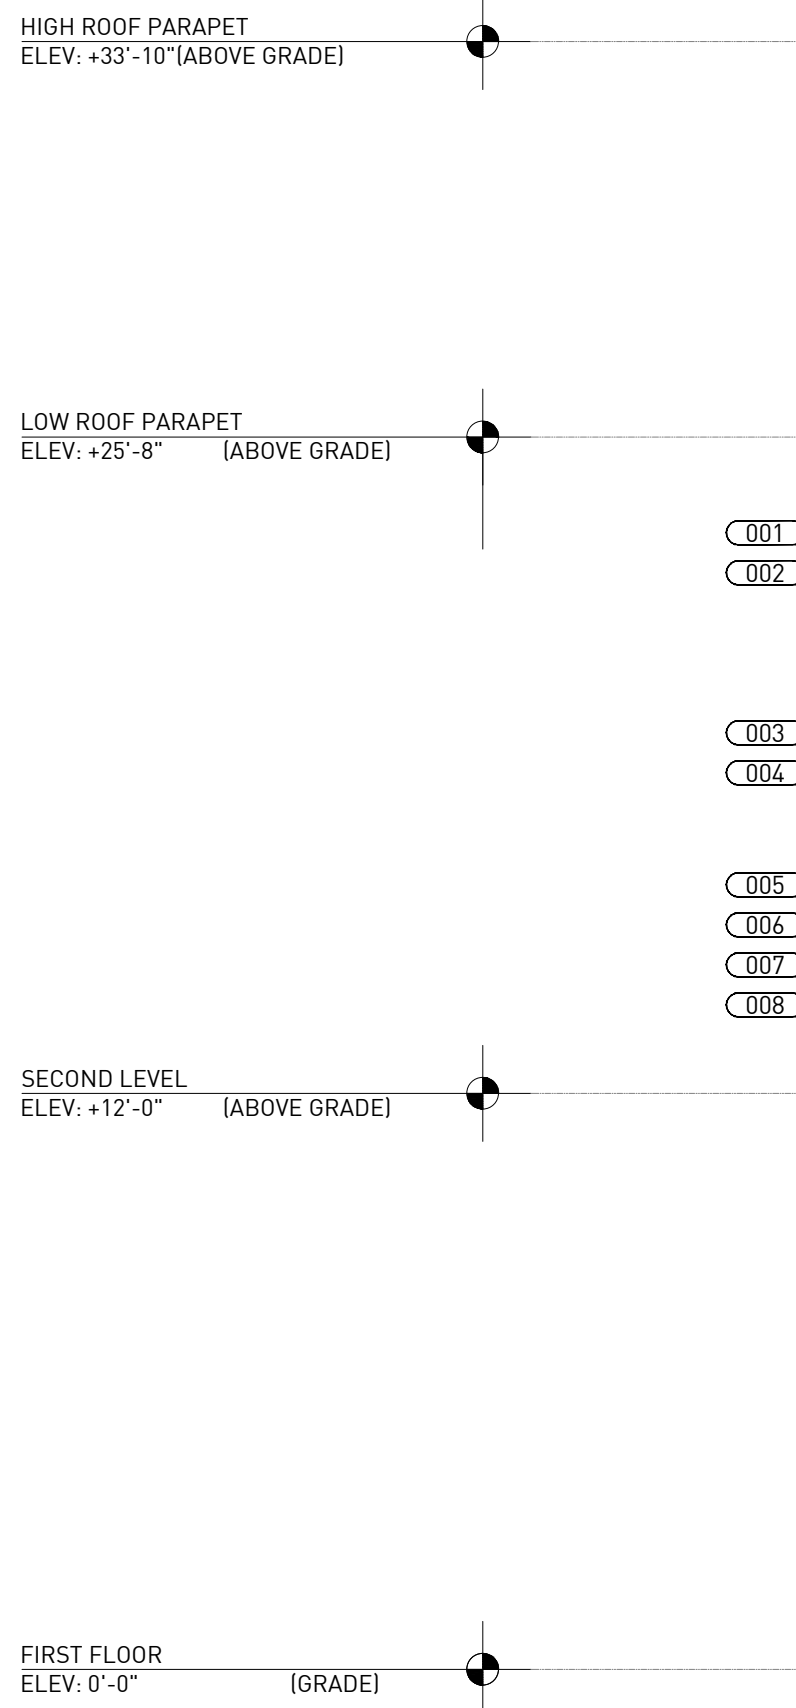 HIGH ROOF PARAPET
ELEV: +33'-10"(ABOVE GRADE)
LOW ROOF PARAPET
ELEV: +25'-8" (ABOVE GRADE)
001
002
003
004
005
006
007
008
SECOND LEVEL
ELEV: +12'-0" (ABOVE GRADE)
FIRST FLOOR
ELEV: 0'-0" (GRADE)